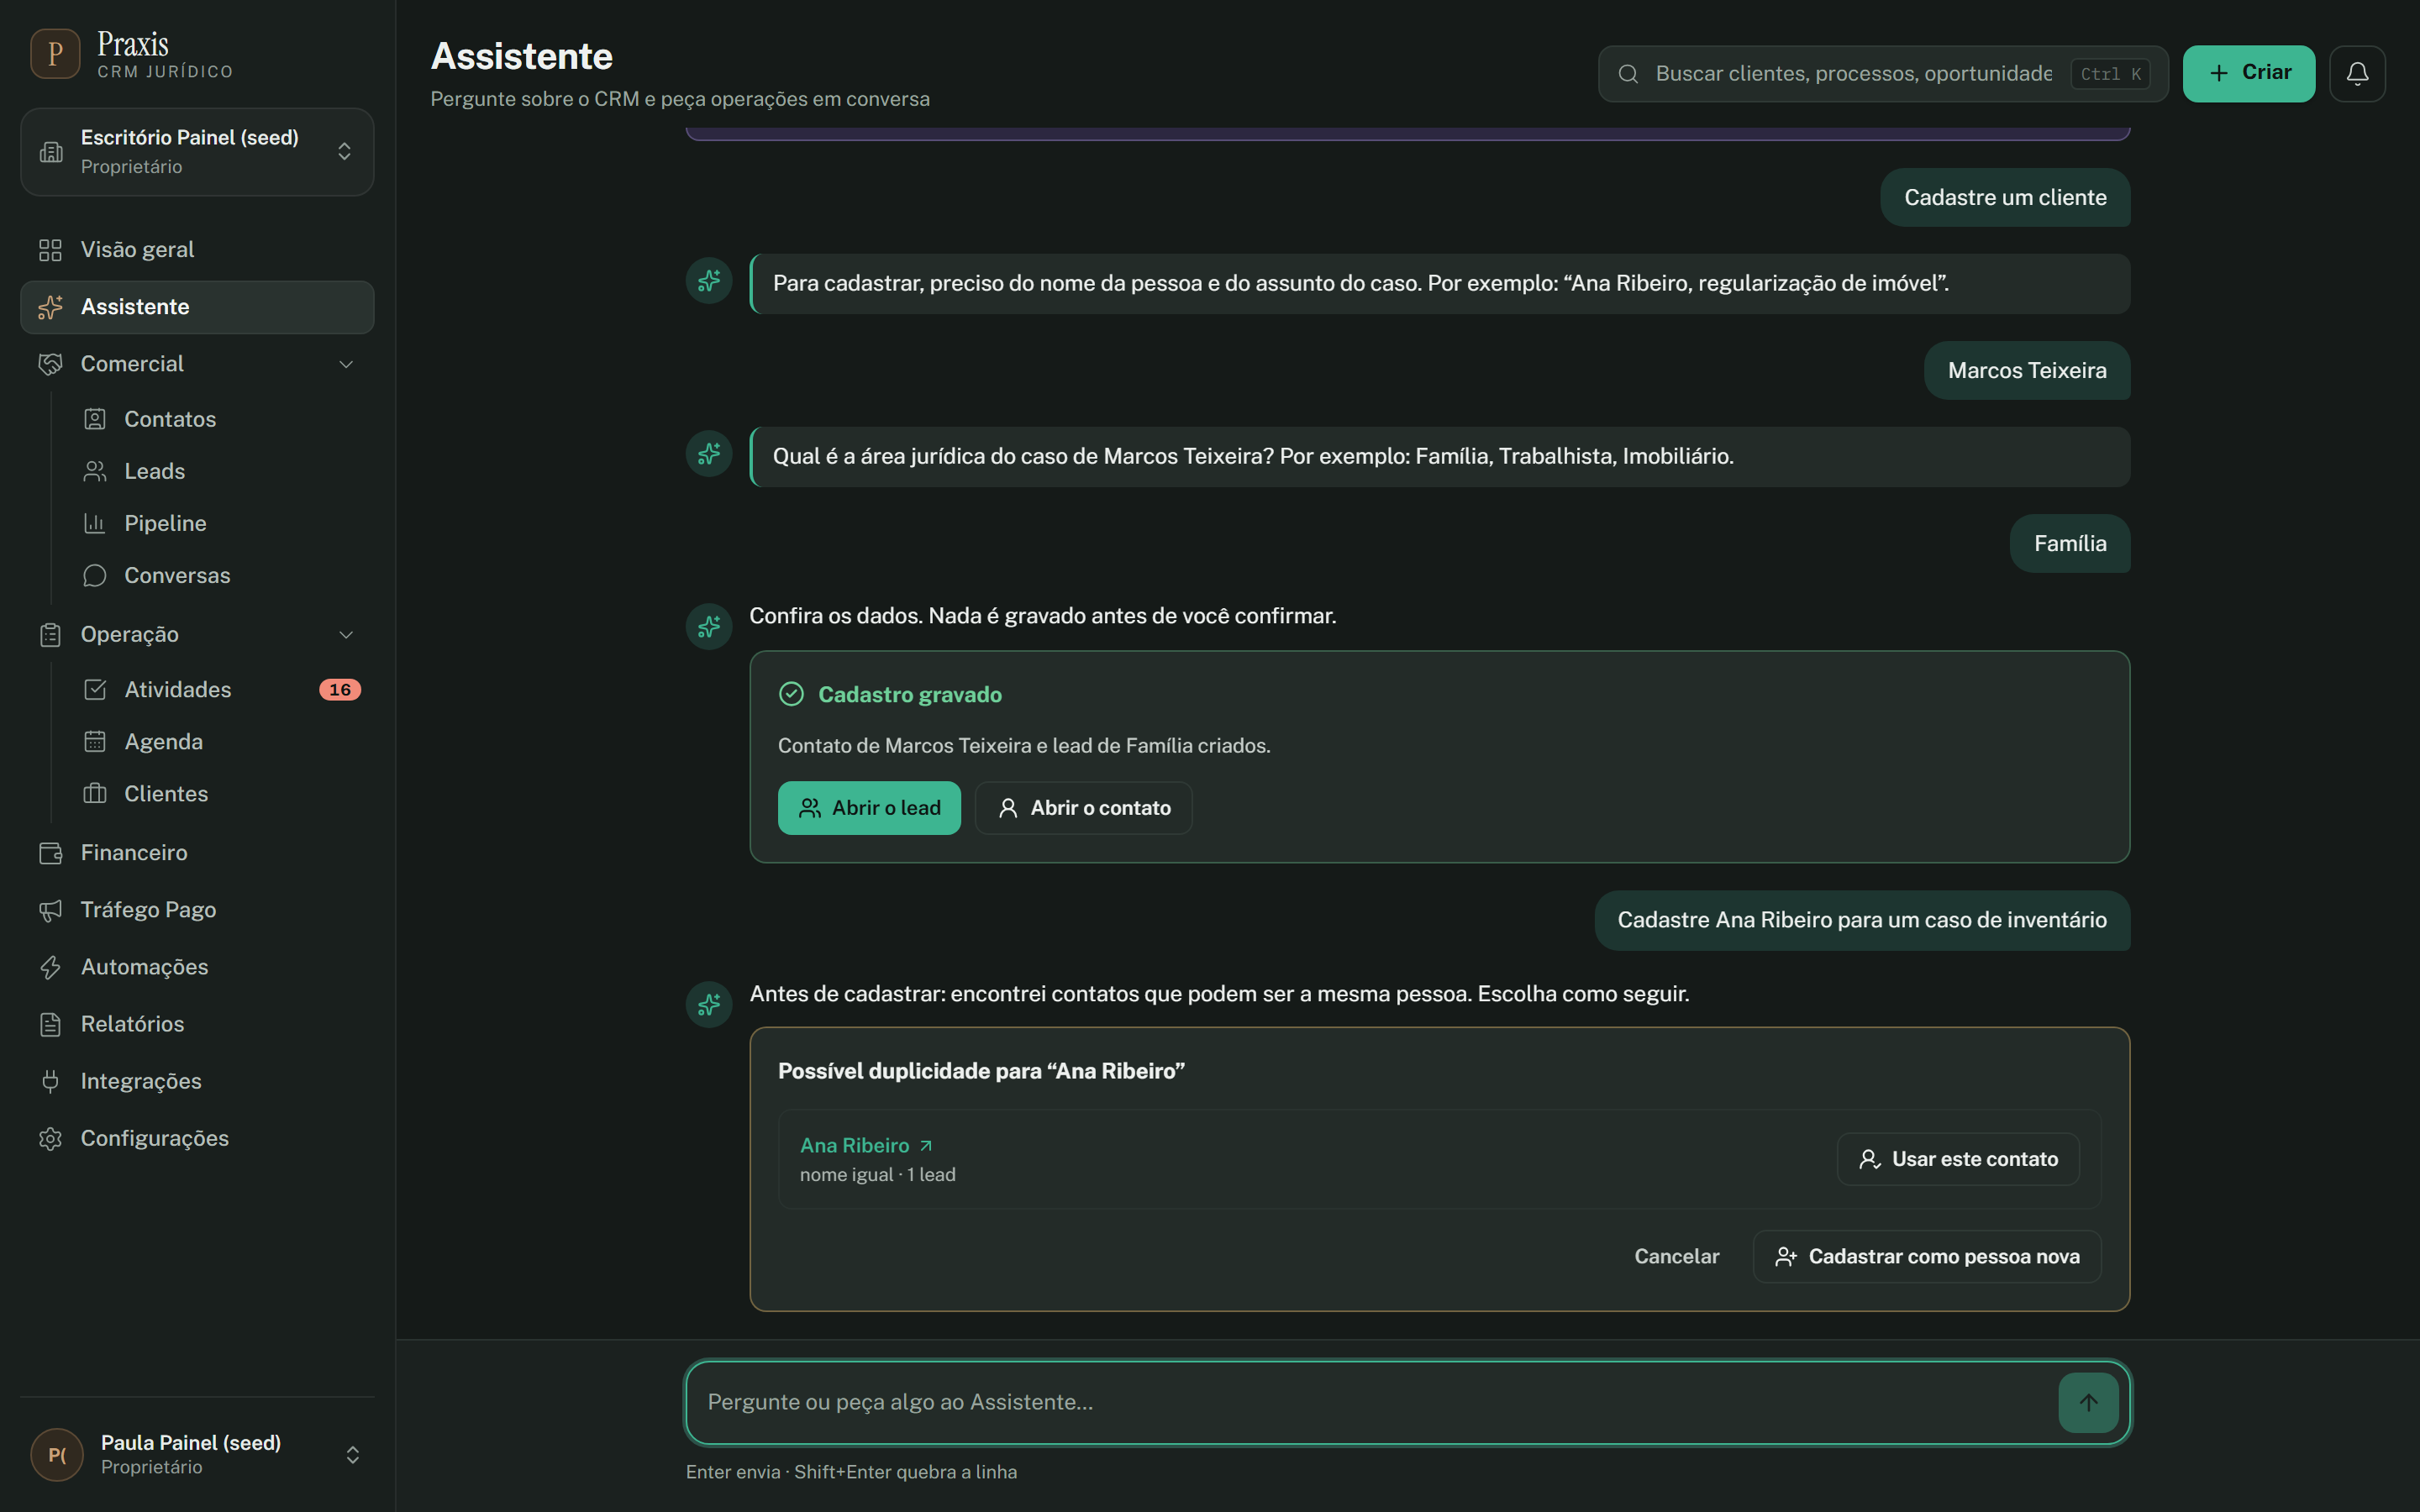 P
Praxis
CRM JURÍDICO
Escritório Painel (seed)
Proprietário
Visão geral
Assistente
Comercial
Contatos
Leads
Pipeline
Conversas
Operação
Atividades
16
Agenda
Clientes
Financeiro
Tráfego Pago
Automações
Relatórios
Integrações
Configurações
P(
Paula Painel (seed)
Proprietário
Assistente
Pergunte sobre o CRM e peça operações em conversa
Buscar clientes, processos, oportunidade
Ctrl K
Criar
Cadastre um cliente
Para cadastrar, preciso do nome da pessoa e do assunto do caso. Por exemplo: “Ana Ribeiro, regularização de imóvel”.
Marcos Teixeira
Qual é a área jurídica do caso de Marcos Teixeira? Por exemplo: Família, Trabalhista, Imobiliário.
Família
Confira os dados. Nada é gravado antes de você confirmar.
Cadastro gravado
Contato de Marcos Teixeira e lead de Família criados.
Abrir o lead
Abrir o contato
Cadastre Ana Ribeiro para um caso de inventário
Antes de cadastrar: encontrei contatos que podem ser a mesma pessoa. Escolha como seguir.
Possível duplicidade para “Ana Ribeiro”
Ana Ribeiro
nome igual · 1 lead
Usar este contato
Cancelar
Cadastrar como pessoa nova
Pergunte ou peça algo ao Assistente...
Enter envia · Shift+Enter quebra a linha